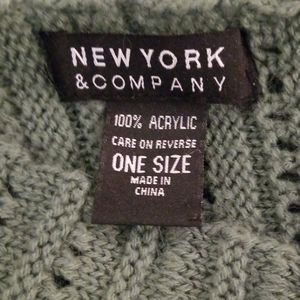 NEW YORK
& COMPANY
100% ACRYLIC
CARE ON REVERSE
ONE SIZE
MADE IN
CHINA